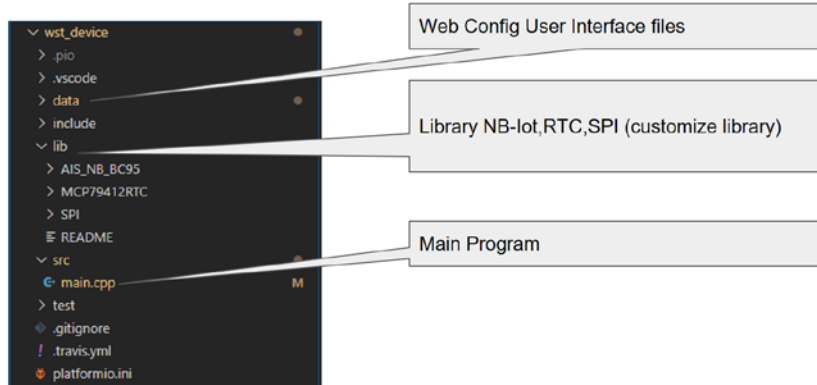 wst_device
.pio
.vscode
data
include
lib
AIS_NB_BC95
MCP79412RTC
SPI
README
src
main.cpp M
test
.gitignore
.travis.yml
platformio.ini
Web Config User Interface files
Library NB-Iot,RTC,SPI (customize library)
Main Program